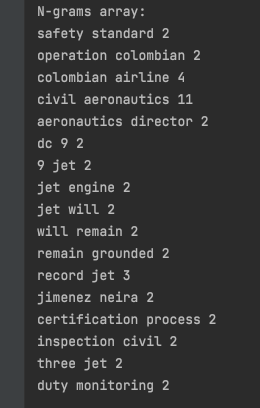 N-grams array:
safety standard 2
operation colombian 2
colombian airline 4
civil aeronautics 11
aeronautics director 2
dc 9 2
9 jet 2
jet engine 2
jet will 2
will remain 2
remain grounded 2
record jet 3
jimenez neira 2
certification process 2
inspection civil 2
three jet 2
duty monitoring 2